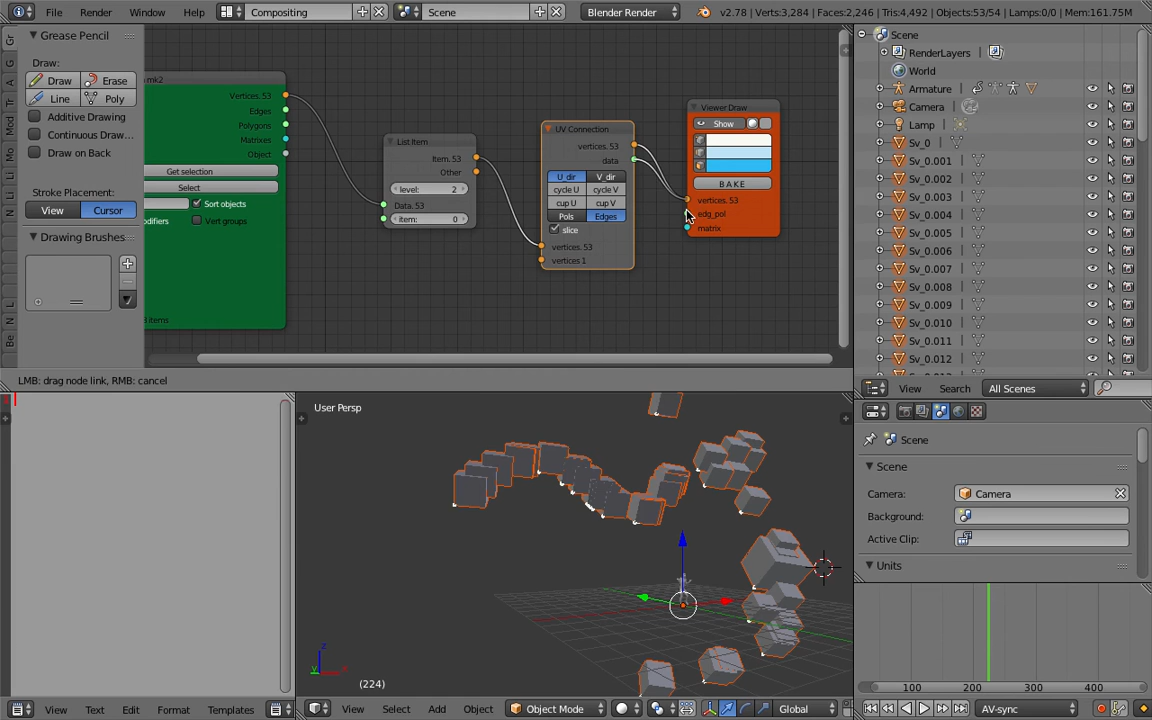 File Render Window Help Compositing Scene Blender Render v2.78 | Verts:3,284 | Faces:2,246 | Tris:4,492 | Objects:53/54 | Lamps:0/0 | Mem:161.75M
Grease Pencil
Draw:
Draw Erase
Line Poly
Additive Drawing
Continuous Draw...
Draw on Back
Stroke Placement:
View Cursor
Drawing Brushes
mk2
Vertices. 53
Edges
Polygons
Matrixes
Object
Get selection
Select
Sort objects
odifiers Vert groups
items
List Item
Item. 53
Other
level: 2
Data. 53
item: 0
UV Connection
vertices. 53
data
U_dir V_dir
cycle U cycle V
cup U cup V
Pols Edges
slice
vertices. 53
vertices 1
Viewer Draw
Show
BAKE
vertices. 53
edg_pol
matrix
LMB: drag node link, RMB: cancel
Scene
RenderLayers
World
Armature
Camera
Lamp
Sv_0
Sv_0.001
Sv_0.002
Sv_0.003
Sv_0.004
Sv_0.005
Sv_0.006
Sv_0.007
Sv_0.008
Sv_0.009
Sv_0.010
Sv_0.011
Sv_0.012
View Search All Scenes
Scene
Scene
Camera: Camera
Background:
Active Clip:
Units
100 200 300 400
AV-sync
1
View Text Edit Format Templates
User Persp
z
y x
(224)
View Select Add Object Object Mode Global